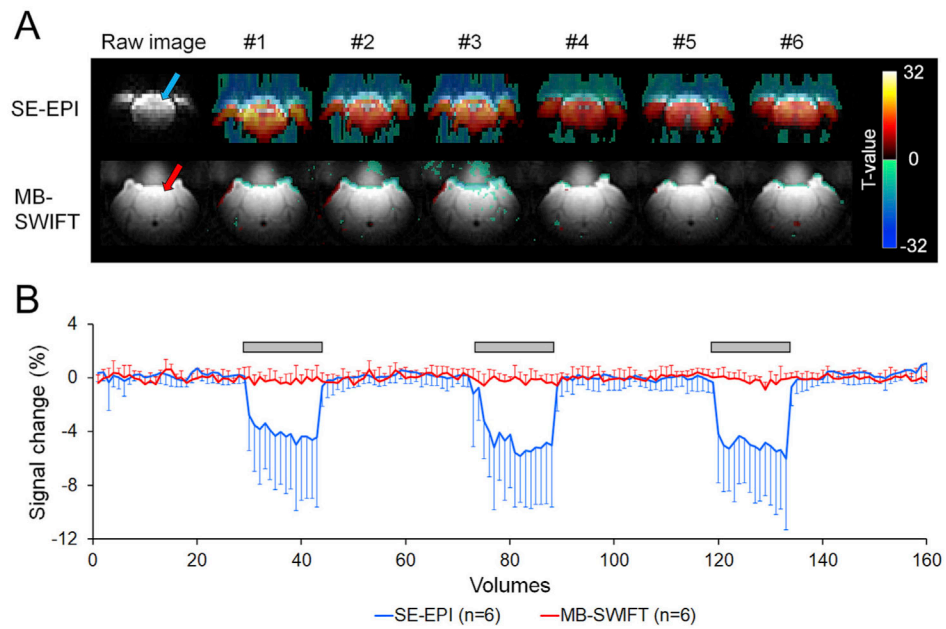 A
Raw image #1 #2 #3 #4 #5 #6
SE-EPI
MB-
SWIFT
32
0
-32
T-value
B
Signal change (%)
4
0
-4
-8
-12
0 20 40 60 80 100 120 140 160
Volumes
SE-EPI (n=6) MB-SWIFT (n=6)